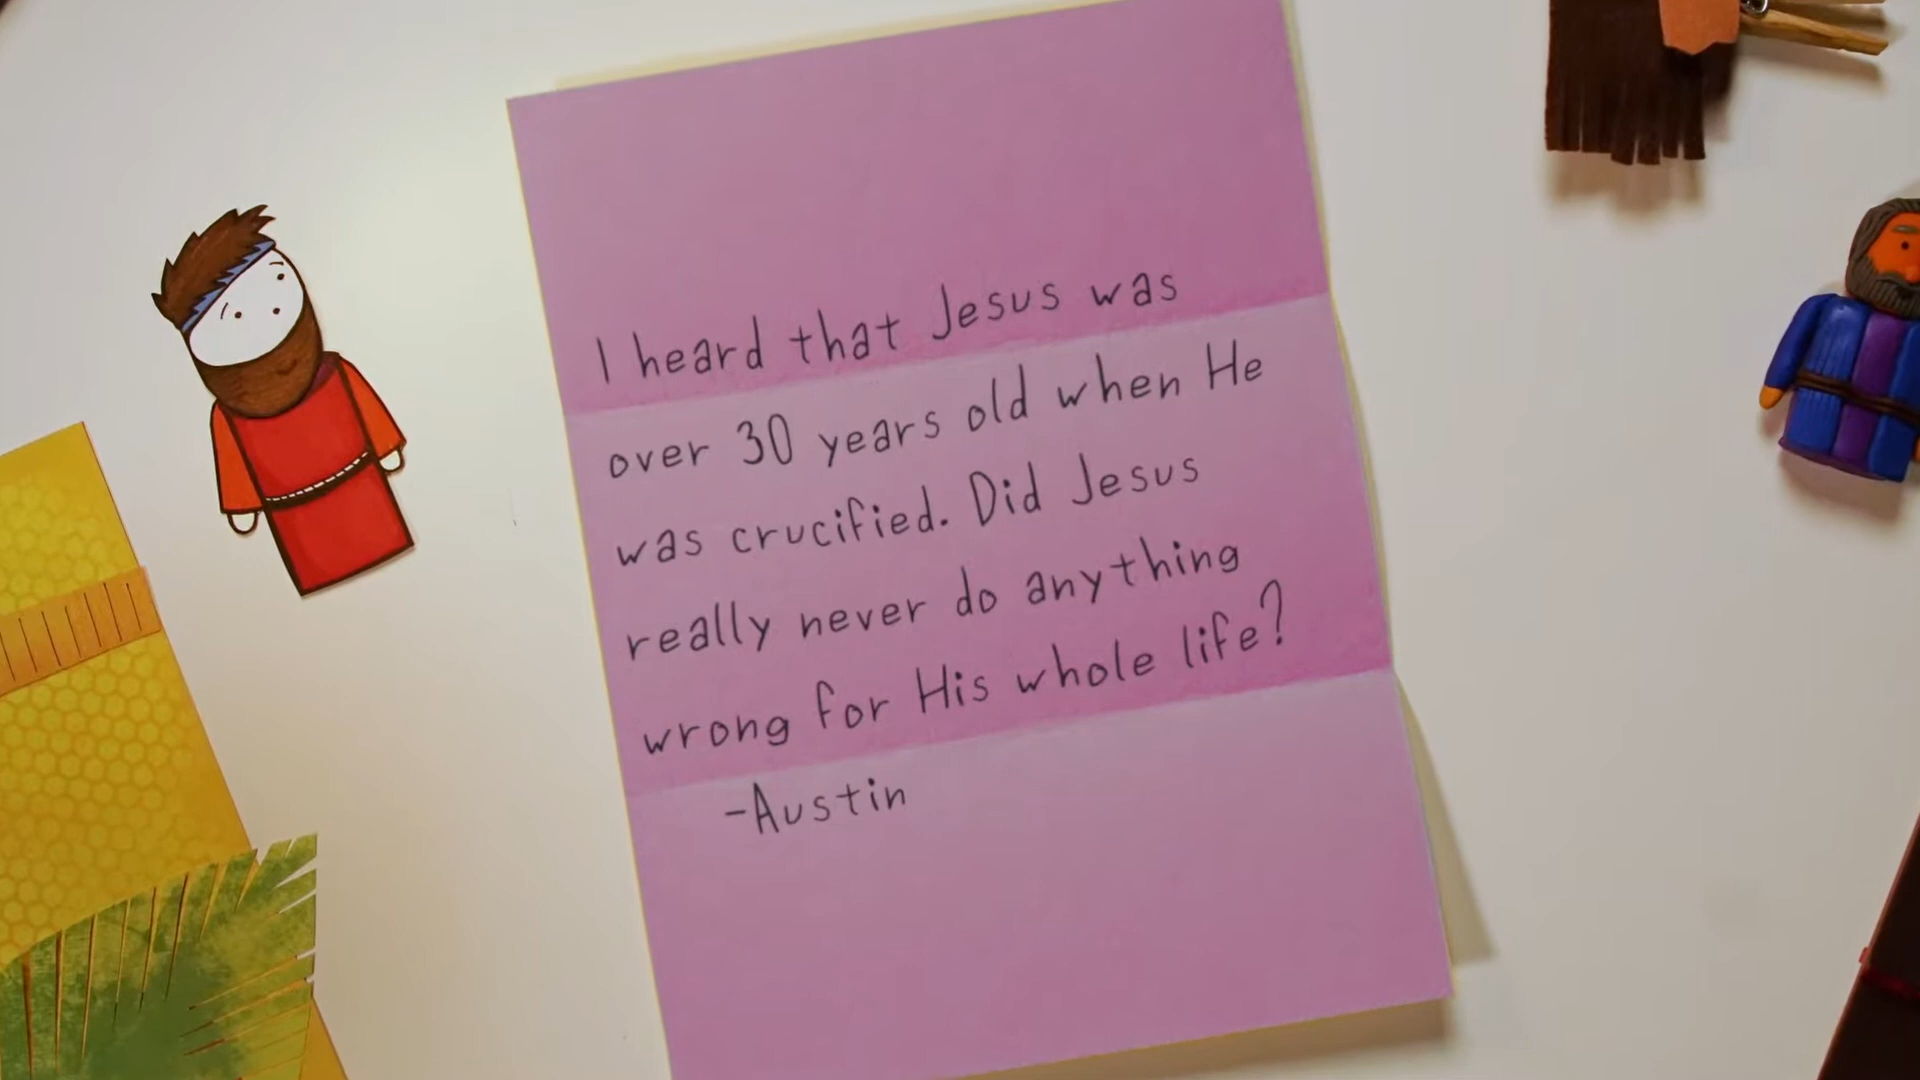 I heard that Jesus was
over 30 years old when He
was crucified. Did Jesus
really never do anything
wrong for His whole life?
-Austin